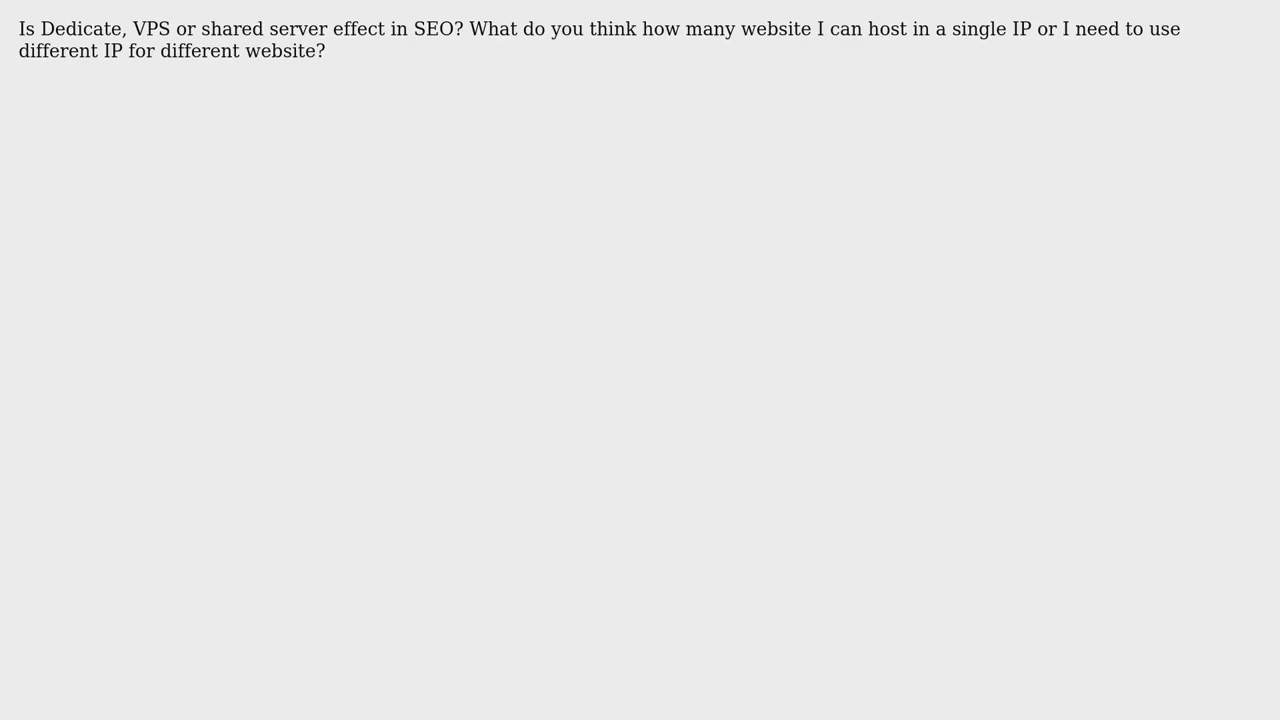 Is Dedicate, VPS or shared server effect in SEO? What do you think how many website I can host in a single IP or I need to use
different IP for different website?